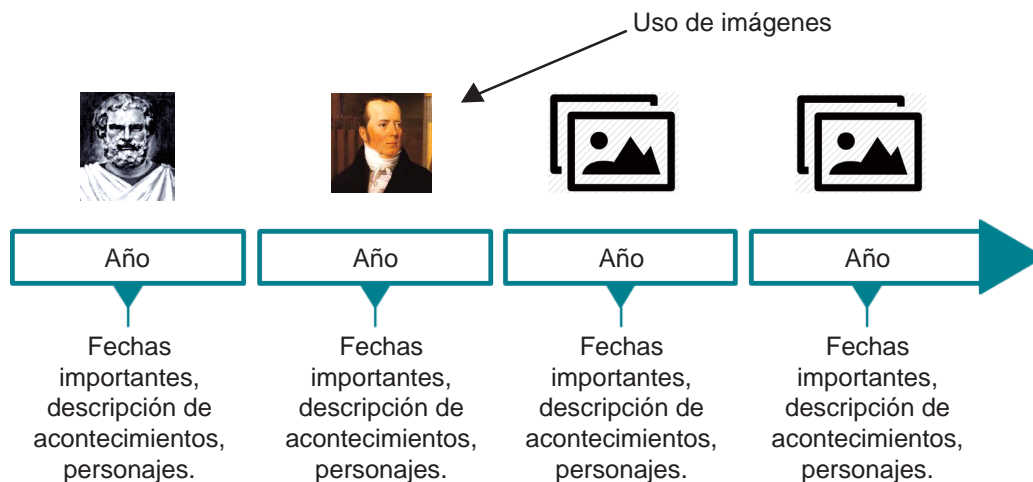 Uso de imágenes
Año
Año
Año
Año
Fechas
importantes,
descripción de
acontecimientos,
personajes.
Fechas
importantes,
descripción de
acontecimientos,
personajes.
Fechas
importantes,
descripción de
acontecimientos,
personajes.
Fechas
importantes,
descripción de
acontecimientos,
personajes.